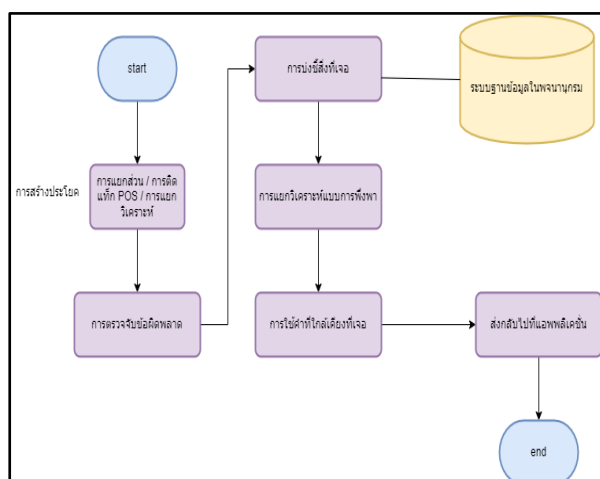 start
การสร้างประโยค
การแยกส่วน / การติด
แท็ก POS / การแยก
วิเคราะห์
การตรวจจับข้อผิดพลาด
การบ่งชี้สิ่งที่เจอ
ระบบฐานข้อมูลในพจนานุกรม
การแยกวิเคราะห์แบบการพึ่งพา
การใช้คำที่ใกล้เคียงที่เจอ
ส่งกลับไปที่แอพพลิเคชั่น
end